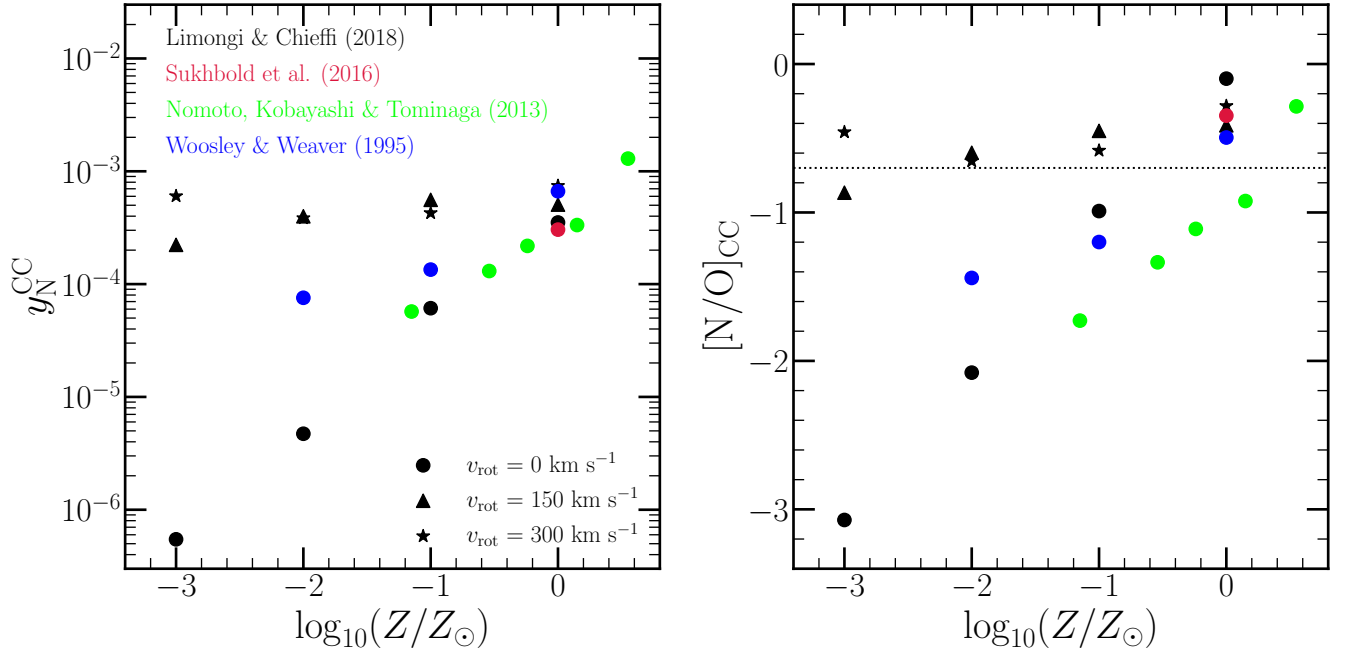 Limongi & Chieffi (2018)
Sukhbold et al. (2016)
Nomoto, Kobayashi & Tominaga (2013)
Woosley & Weaver (1995)
10⁻²
10⁻³
10⁻⁴
10⁻⁵
10⁻⁶
y_N^CC
v_rot = 0 km s⁻¹
v_rot = 150 km s⁻¹
v_rot = 300 km s⁻¹
−3 −2 −1 0
log₁₀(Z/Z☉)
0
−1
−2
−3
[N/O]_CC
−3 −2 −1 0
log₁₀(Z/Z☉)